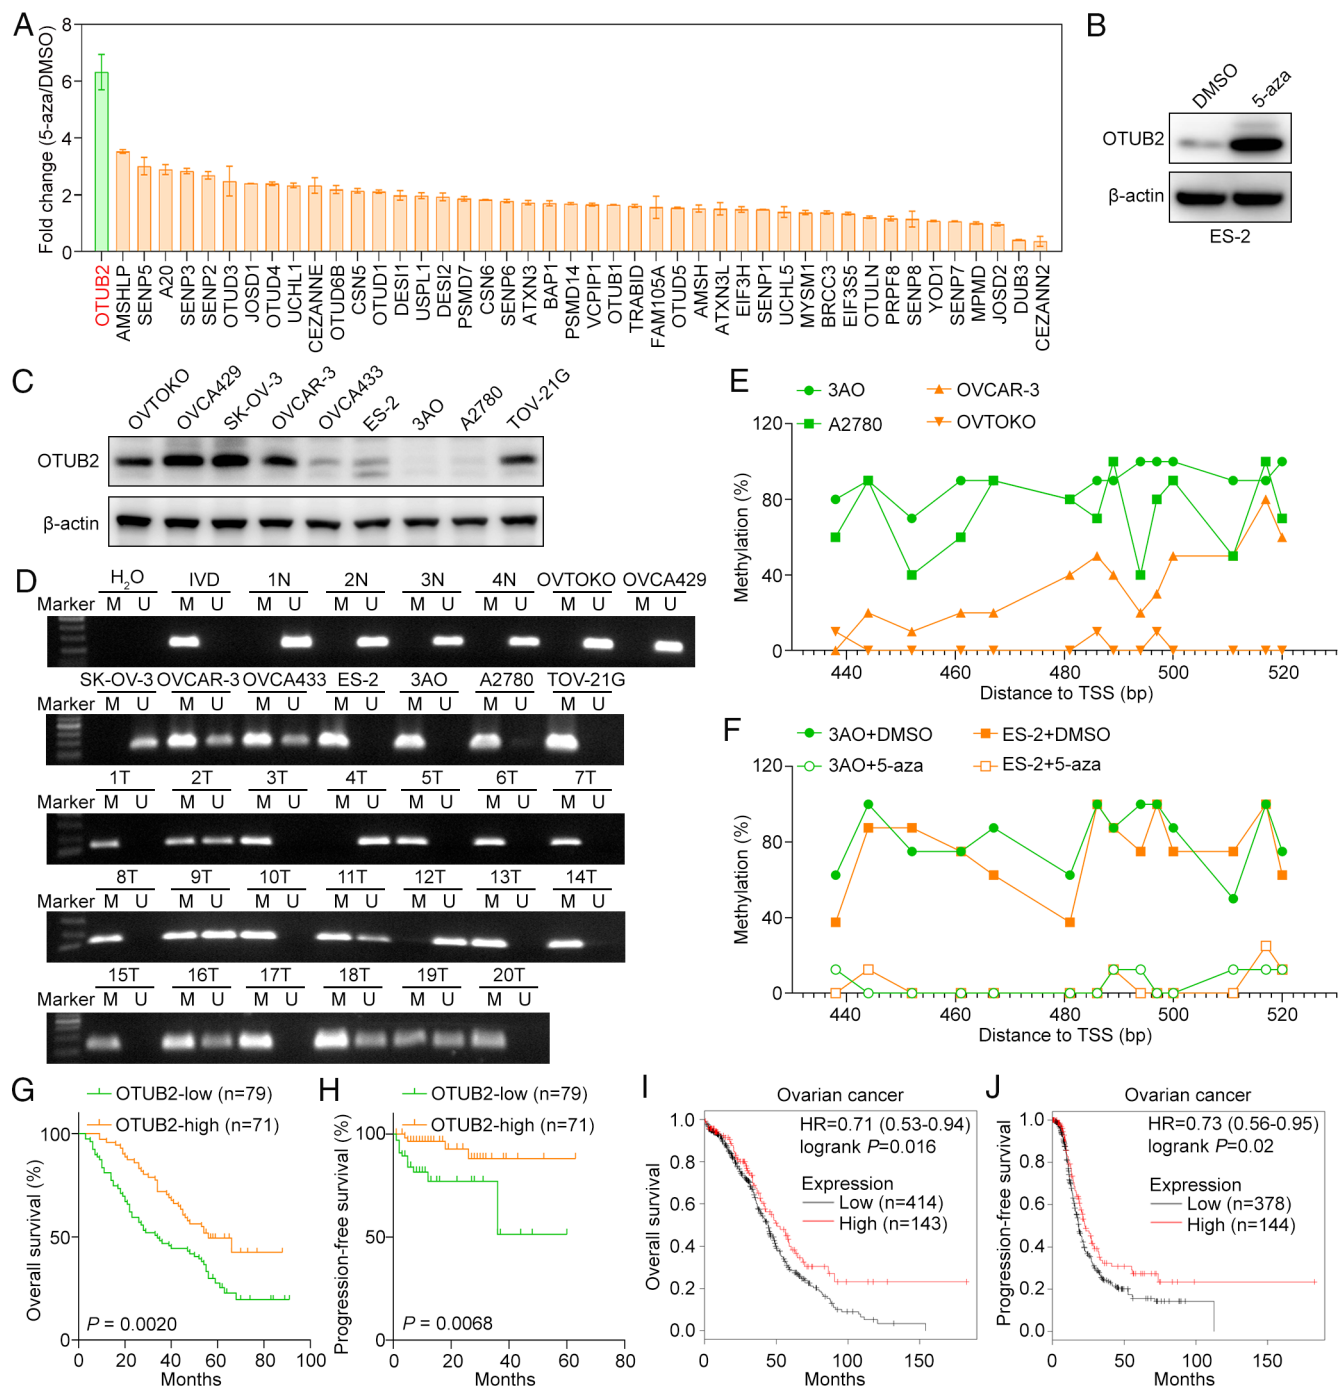 A
Fold change (5-aza/DMSO)
8
6
4
2
0
OTUB2
AMSHLP
SENP5
A20
SENP3
SENP2
OTUD3
JOSD1
OTUD4
UCHL1
CEZANNE
OTUD6B
CSN5
OTUD1
DESI1
USPL1
DESI2
PSMD7
CSN6
SENP6
ATXN3
BAP1
PSMD14
VCPIP1
OTUB1
TRABID
FAM105A
OTUD5
AMSH
ATXN3L
EIF3H
SENP1
UCHL5
MYSM1
BRCC3
EIF3S5
OTULN
PRPF8
SENP8
YOD1
SENP7
MPMD
JOSD2
DUB3
CEZANN2
B
DMSO 5-aza
OTUB2
β-actin
ES-2
C
OVTOKO OVCA429 SK-OV-3 OVCAR-3 OVCA433 ES-2 3AO A2780 TOV-21G
OTUB2
β-actin
D
H2O IVD 1N 2N 3N 4N OVTOKO OVCA429
Marker M U M U M U M U M U M U M U M U
SK-OV-3 OVCAR-3 OVCA433 ES-2 3AO A2780 TOV-21G
Marker M U M U M U M U M U M U M U
1T 2T 3T 4T 5T 6T 7T
Marker M U M U M U M U M U M U M U
8T 9T 10T 11T 12T 13T 14T
Marker M U M U M U M U M U M U M U
15T 16T 17T 18T 19T 20T
Marker M U M U M U M U M U M U
E
3AO OVCAR-3
A2780 OVTOKO
Methylation (%)
120
80
40
0
440 460 480 500 520
Distance to TSS (bp)
F
3AO+DMSO ES-2+DMSO
3AO+5-aza ES-2+5-aza
Methylation (%)
120
80
40
0
440 460 480 500 520
Distance to TSS (bp)
G
OTUB2-low (n=79)
OTUB2-high (n=71)
Overall survival (%)
100
50
0
P = 0.0020
0 20 40 60 80 100
Months
H
OTUB2-low (n=79)
OTUB2-high (n=71)
Progression-free survival (%)
100
50
0
P = 0.0068
0 20 40 60 80
Months
I
Ovarian cancer
HR=0.71 (0.53-0.94)
logrank P=0.016
Expression
Low (n=414)
High (n=143)
Overall survival
1.0
0.8
0.6
0.4
0.2
0.0
0 50 100 150
Months
J
Ovarian cancer
HR=0.73 (0.56-0.95)
logrank P=0.02
Expression
Low (n=378)
High (n=144)
Progression-free survival
1.0
0.8
0.6
0.4
0.2
0.0
0 50 100 150
Months